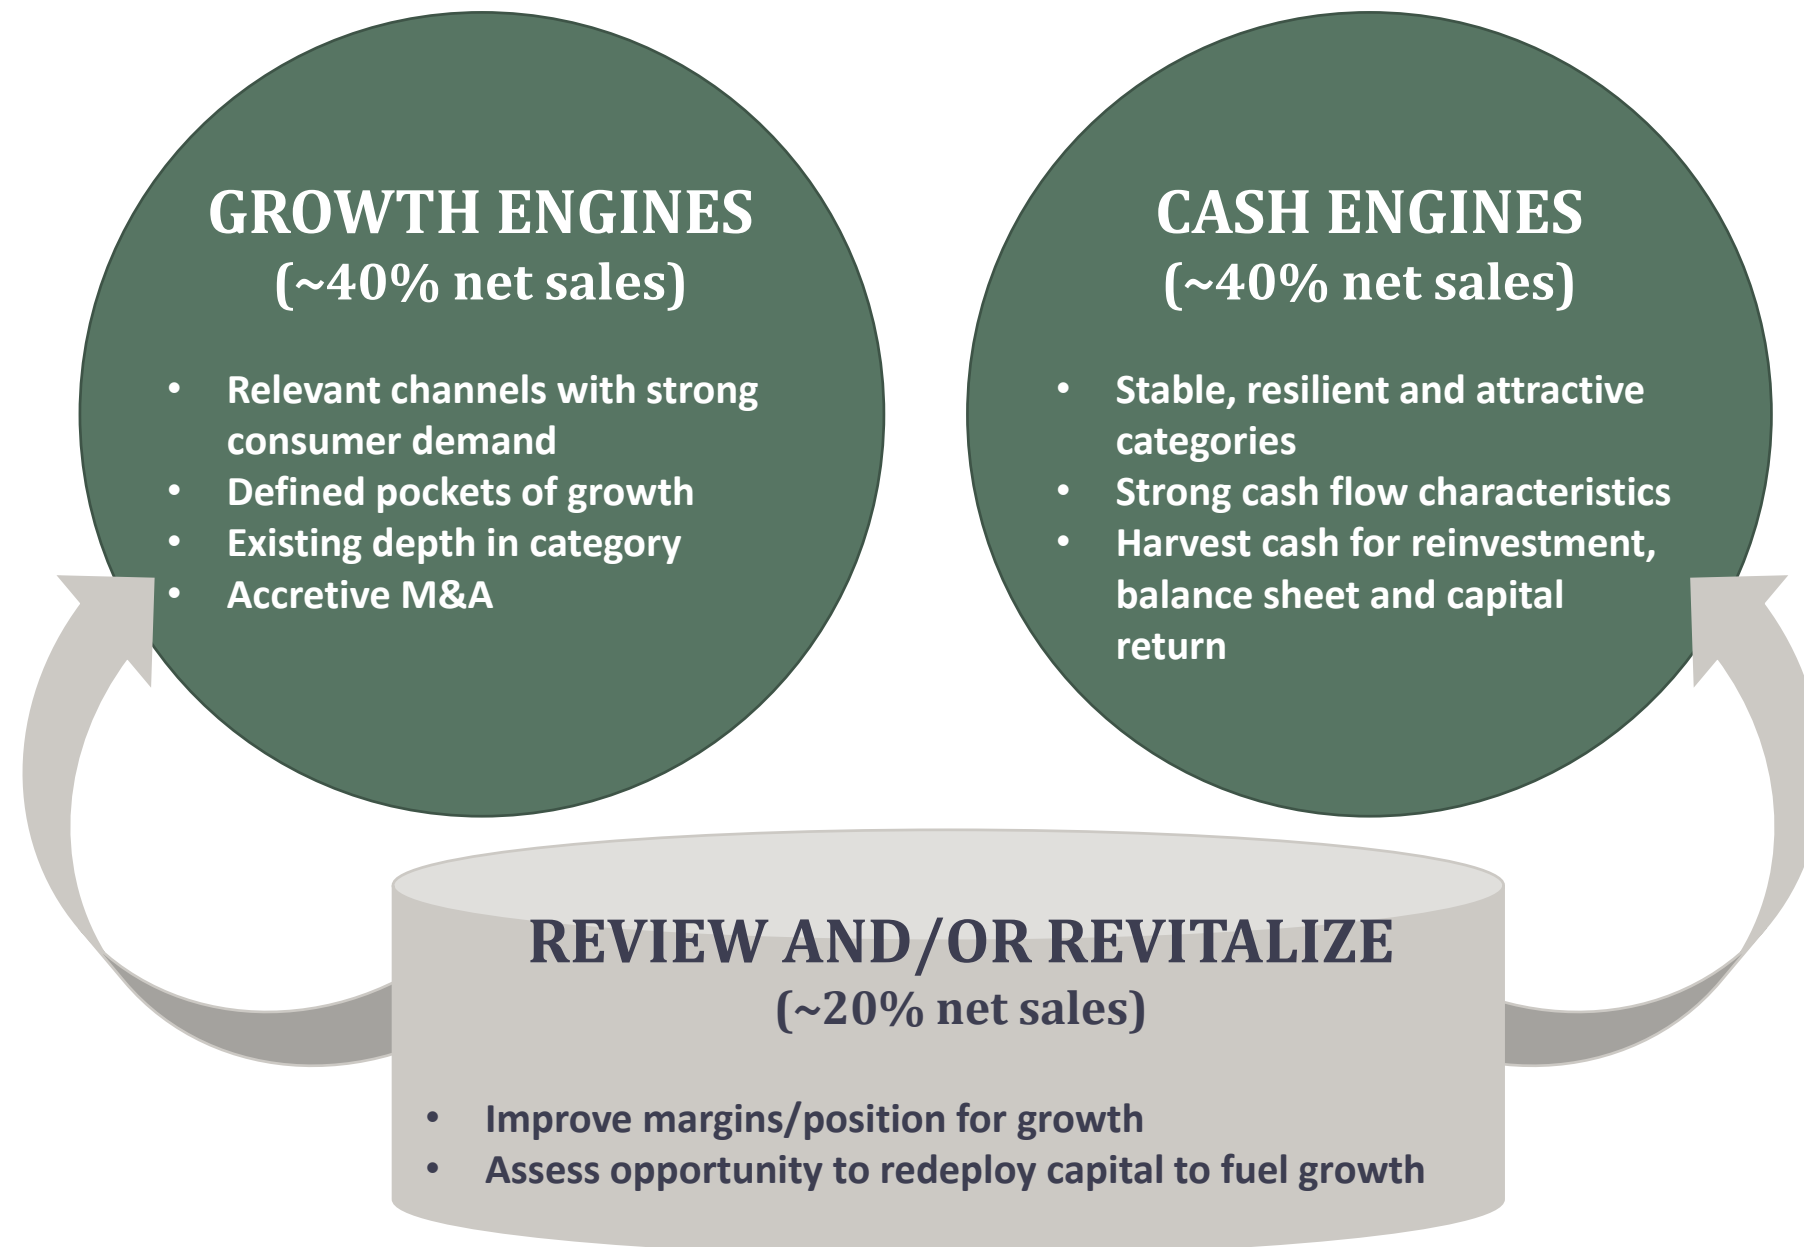 GROWTH ENGINES
(~40% net sales)
• Relevant channels with strong
consumer demand
• Defined pockets of growth
• Existing depth in category
• Accretive M&A
CASH ENGINES
(~40% net sales)
• Stable, resilient and attractive
categories
• Strong cash flow characteristics
• Harvest cash for reinvestment,
balance sheet and capital
return
REVIEW AND/OR REVITALIZE
(~20% net sales)
• Improve margins/position for growth
• Assess opportunity to redeploy capital to fuel growth